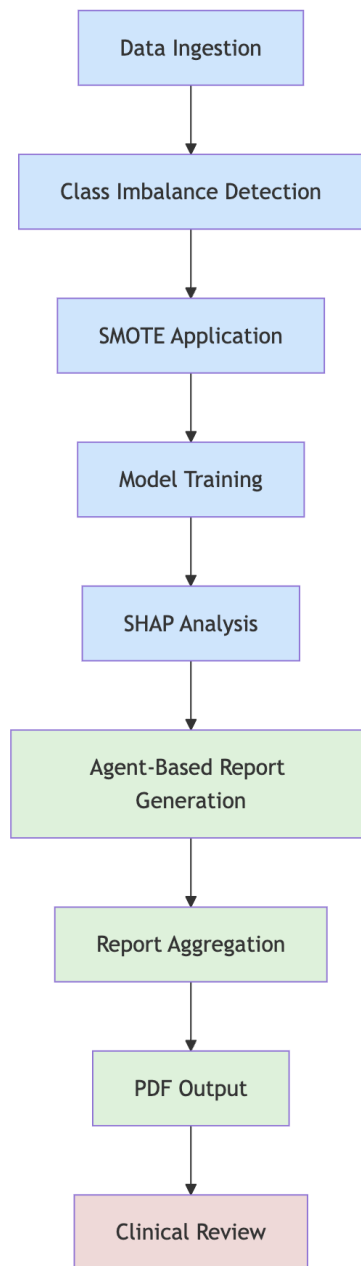 Data Ingestion
Class Imbalance Detection
SMOTE Application
Model Training
SHAP Analysis
Agent-Based Report
Generation
Report Aggregation
PDF Output
Clinical Review